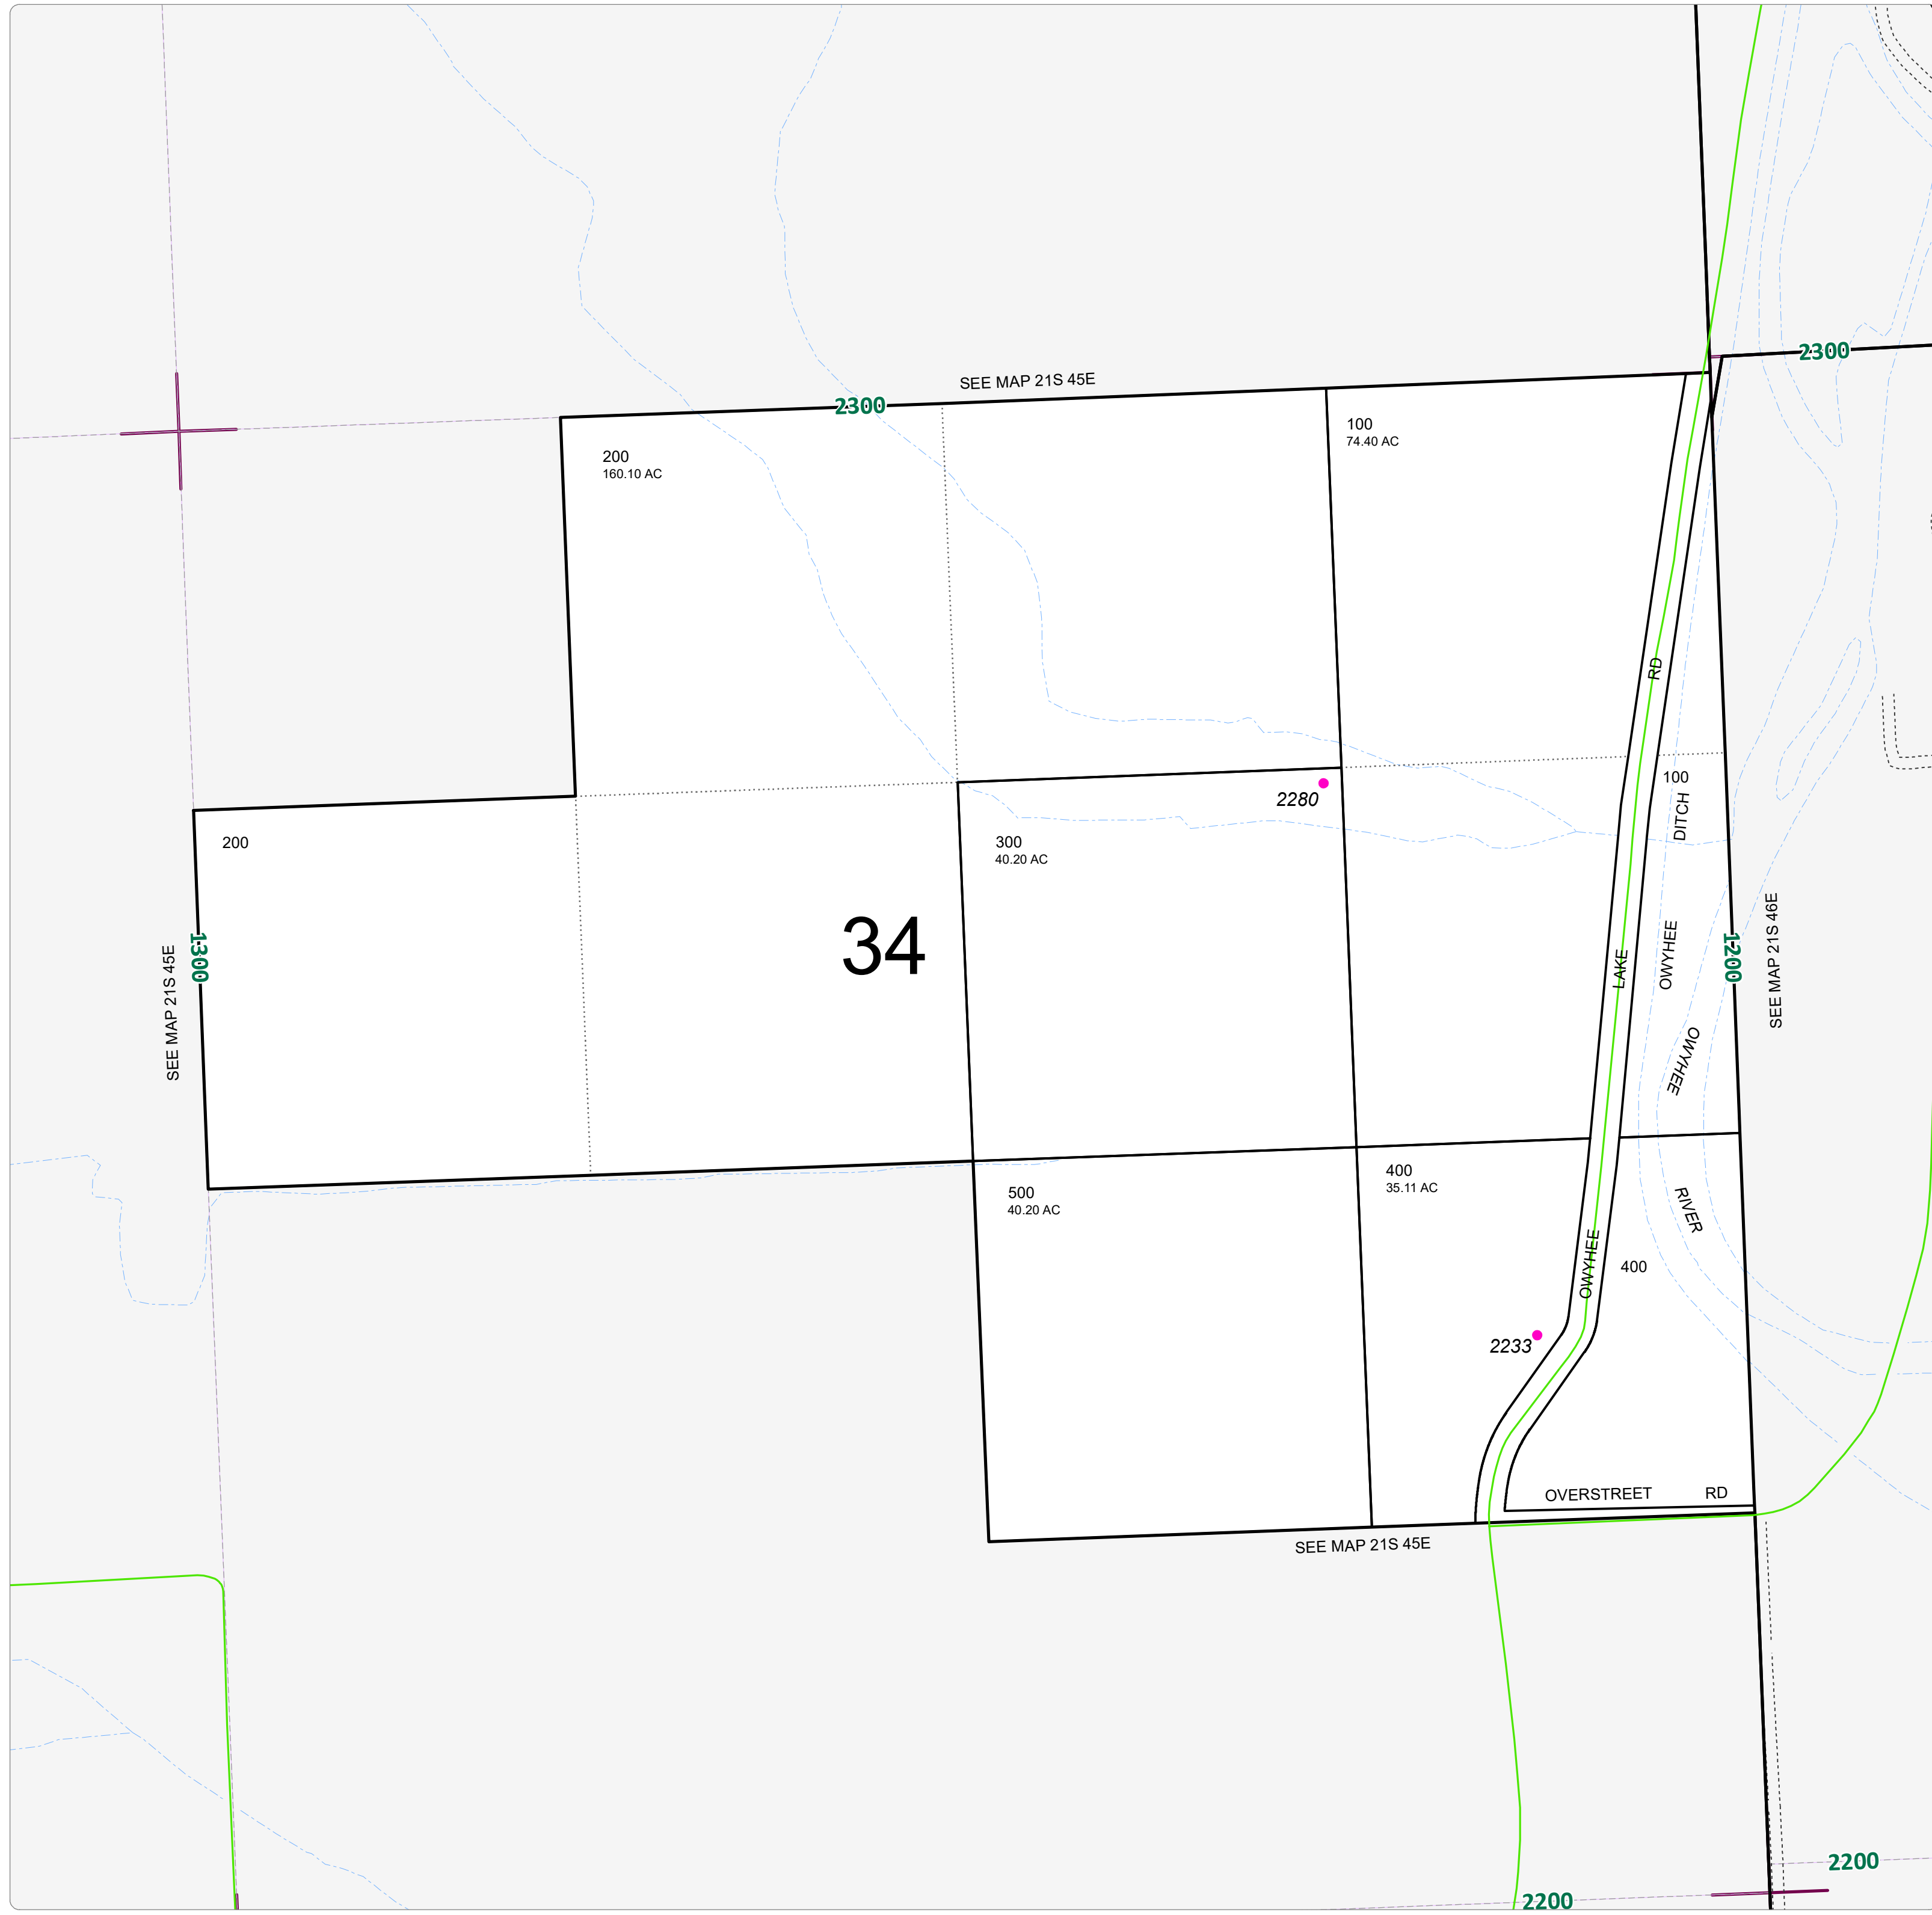 2300
SEE MAP 21S 45E
2300
100
74.40 AC
200
160.10 AC
RD
100
2280
DITCH
300
40.20 AC
200
34
1300
SEE MAP 21S 45E
LAKE
OWYHEE
1200
SEE MAP 21S 46E
OWYHEE
400
35.11 AC
500
40.20 AC
RIVER
OWYHEE
400
2233
OVERSTREET RD
SEE MAP 21S 45E
2200
2200